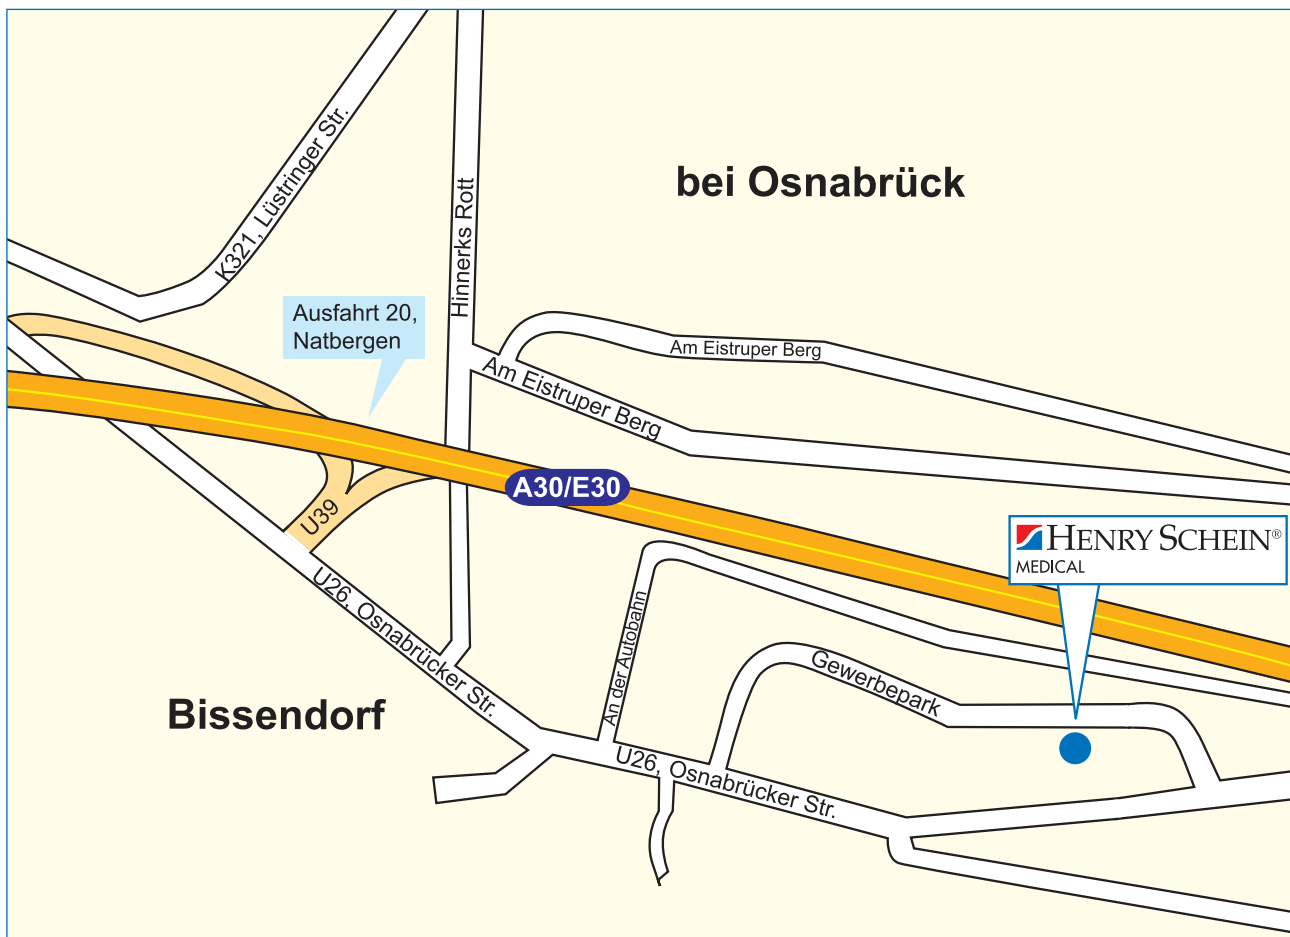 K321, Lüstringer Str.
Hinnerks Rott
bei Osnabrück
Ausfahrt 20,
Natbergen
Am Eistruper Berg
Am Eistruper Berg
A30/E30
U39
HENRY SCHEIN®
MEDICAL
U26, Osnabrücker Str.
An der Autobahn
Gewerbepark
Bissendorf
U26, Osnabrücker Str.